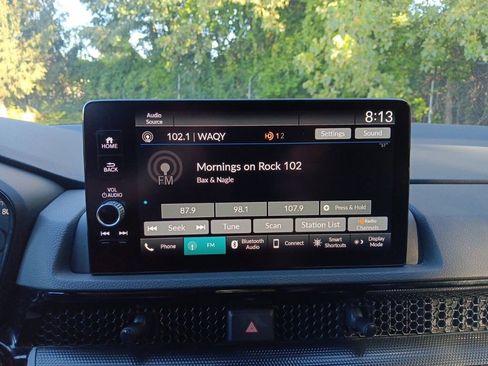 Audio
Source
8:13
HOME
102.1 | WAQY
HD 12
Settings
Sound
BACK
57°
Mornings on Rock 102
VOL
AUDIO
FM
Bax & Nagle
87.9
98.1
107.9
Press & Hold
Seek
Tune
Scan
Station List
Radio
Channels
Phone
FM
Bluetooth
Audio
Connect
Smart
Shortcuts
Display
Mode